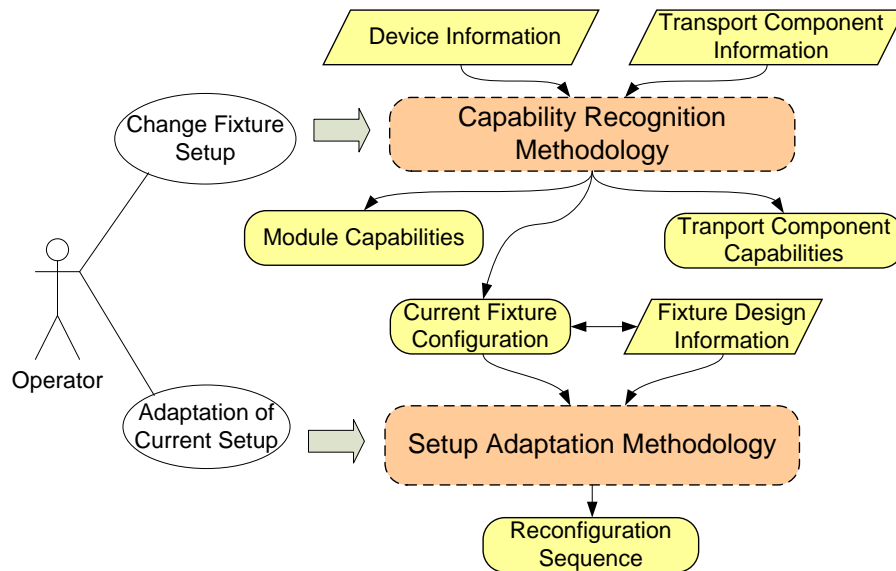 Device Information
Transport Component
Information
Change Fixture
Setup
Capability Recognition
Methodology
Module Capabilities
Tranport Component
Capabilities
Current Fixture
Configuration
Fixture Design
Information
Operator
Adaptation of
Current Setup
Setup Adaptation Methodology
Reconfiguration
Sequence